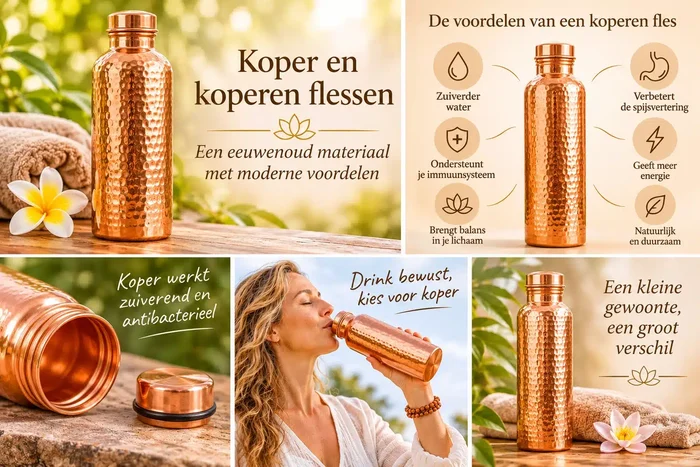 Koper en
koperen flessen
Een eeuwenoud materiaal
met moderne voordelen
De voordelen van een koperen fles
Zuiverder
water
Ondersteunt
je immuunsysteem
Brengt balans
in je lichaam
Verbetert
de spijsvertering
Geeft meer
energie
Natuurlijk
en duurzaam
Koper werkt
zuiverend en
antibacterieel
Drink bewust,
kies voor koper
Een kleine
gewoonte,
een groot
verschil